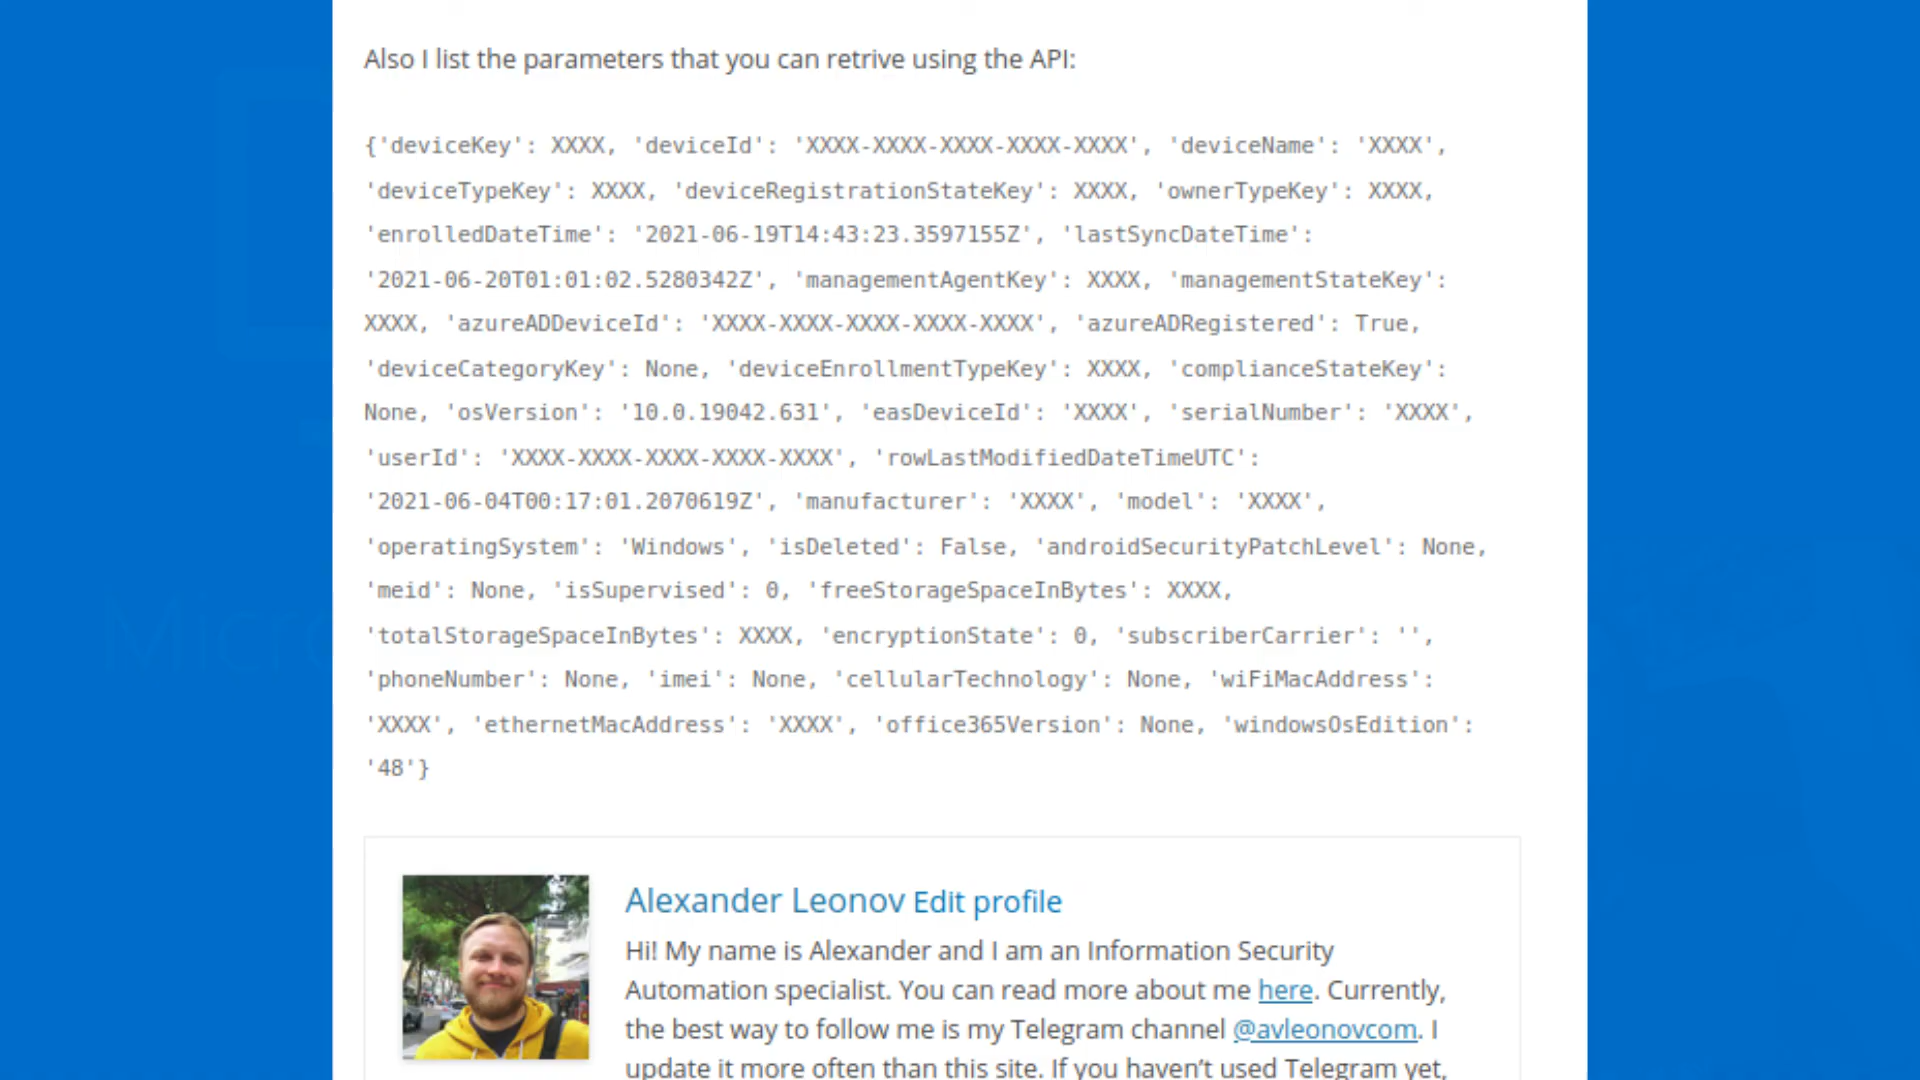 Also I list the parameters that you can retrive using the API:
{'deviceKey': XXXX, 'deviceId': 'XXXX-XXXX-XXXX-XXXX-XXXX', 'deviceName': 'XXXX',
'deviceTypeKey': XXXX, 'deviceRegistrationStateKey': XXXX, 'ownerTypeKey': XXXX,
'enrolledDateTime': '2021-06-19T14:43:23.3597155Z', 'lastSyncDateTime':
'2021-06-20T01:01:02.5280342Z', 'managementAgentKey': XXXX, 'managementStateKey':
XXXX, 'azureADDeviceId': 'XXXX-XXXX-XXXX-XXXX-XXXX', 'azureADRegistered': True,
'deviceCategoryKey': None, 'deviceEnrollmentTypeKey': XXXX, 'complianceStateKey':
None, 'osVersion': '10.0.19042.631', 'easDeviceId': 'XXXX', 'serialNumber': 'XXXX',
'userId': 'XXXX-XXXX-XXXX-XXXX-XXXX', 'rowLastModifiedDateTimeUTC':
'2021-06-04T00:17:01.2070619Z', 'manufacturer': 'XXXX', 'model': 'XXXX',
'operatingSystem': 'Windows', 'isDeleted': False, 'androidSecurityPatchLevel': None,
'meid': None, 'isSupervised': 0, 'freeStorageSpaceInBytes': XXXX,
'totalStorageSpaceInBytes': XXXX, 'encryptionState': 0, 'subscriberCarrier': '',
'phoneNumber': None, 'imei': None, 'cellularTechnology': None, 'wiFiMacAddress':
'XXXX', 'ethernetMacAddress': 'XXXX', 'office365Version': None, 'windowsOsEdition':
'48'}
Micro
Alexander Leonov Edit profile
Hi! My name is Alexander and I am an Information Security
Automation specialist. You can read more about me here. Currently,
the best way to follow me is my Telegram channel @avleonovcom. I
update it more often than this site. If you haven't used Telegram yet,